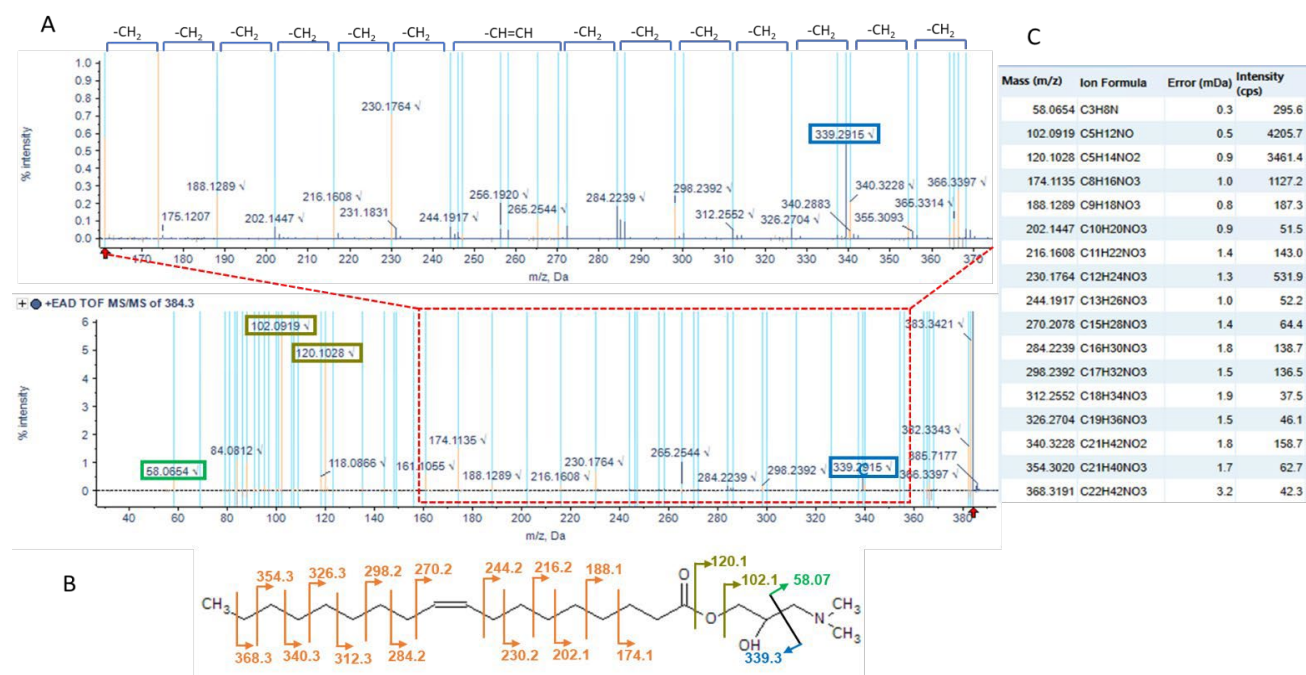 A
-CH2 -CH2 -CH2 -CH2 -CH2 -CH2 -CH=CH -CH2 -CH2 -CH2 -CH2 -CH2 -CH2 -CH2
% intensity
1.0
0.9
0.8
0.7
0.6
0.5
0.4
0.3
0.2
0.1
0.0
230.1764 √
339.2915 √
188.1289 √
175.1207
216.1608 √
202.1447 √
231.1831
256.1920 √
244.1917 √
265.2544 √
284.2239 √
298.2392 √
312.2552 √
326.2704 √
340.2883
340.3228 √
355.3093
366.3397 √
365.3314 √
170 180 190 200 210 220 230 240 250 260 270 280 290 300 310 320 330 340 350 360 370
m/z, Da
+EAD TOF MS/MS of 384.3
% intensity
6
5
4
3
2
1
0
102.0919 √
120.1028 √
383.3421 √
84.0812 √
58.0654 √
118.0866 √
174.1135 √
161.1055 √
188.1289 √
216.1608 √
230.1764 √
265.2544 √
284.2239 √
298.2392 √
339.2915 √
382.3343 √
385.7177
366.3397 √
40 60 80 100 120 140 160 180 200 220 240 260 280 300 320 340 360 380
m/z, Da
B
354.3 326.3 298.2 270.2 244.2 216.2 188.1 120.1
102.1 58.07
CH3 O O OH N CH3 CH3
368.3 340.3 312.3 284.2 230.2 202.1 174.1 339.3
C
Mass (m/z) Ion Formula Error (mDa) Intensity (cps)
58.0654 C3H8N 0.3 295.6
102.0919 C5H12NO 0.5 4205.7
120.1028 C5H14NO2 0.9 3461.4
174.1135 C8H16NO3 1.0 1127.2
188.1289 C9H18NO3 0.8 187.3
202.1447 C10H20NO3 0.9 51.5
216.1608 C11H22NO3 1.4 143.0
230.1764 C12H24NO3 1.3 531.9
244.1917 C13H26NO3 1.0 52.2
270.2078 C15H28NO3 1.4 64.4
284.2239 C16H30NO3 1.8 138.7
298.2392 C17H32NO3 1.5 136.5
312.2552 C18H34NO3 1.9 37.5
326.2704 C19H36NO3 1.5 46.1
340.3228 C21H42NO2 1.8 158.7
354.3020 C21H40NO3 1.7 62.7
368.3191 C22H42NO3 3.2 42.3